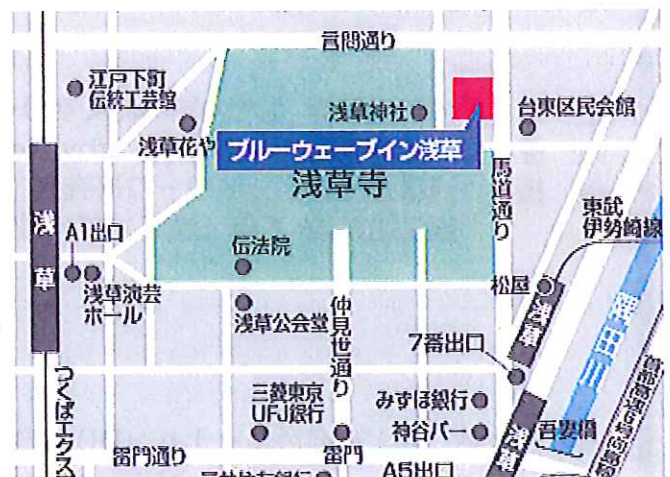 言問通り
江戸下町
伝統工芸館
浅草花や
浅草神社
台東区民会館
ブルーウェーブイン浅草
浅草寺
馬道通り
東武
伊勢崎線
浅草
A1出口
伝法院
浅草演芸
ホール
浅草公会堂
仲見世通り
松屋
浅草
隅田川
7番出口
つくばエクス
三菱東京
UFJ銀行
みずほ銀行
神谷バー
浅草
吾妻橋
雷門通り
雷門
A5出口